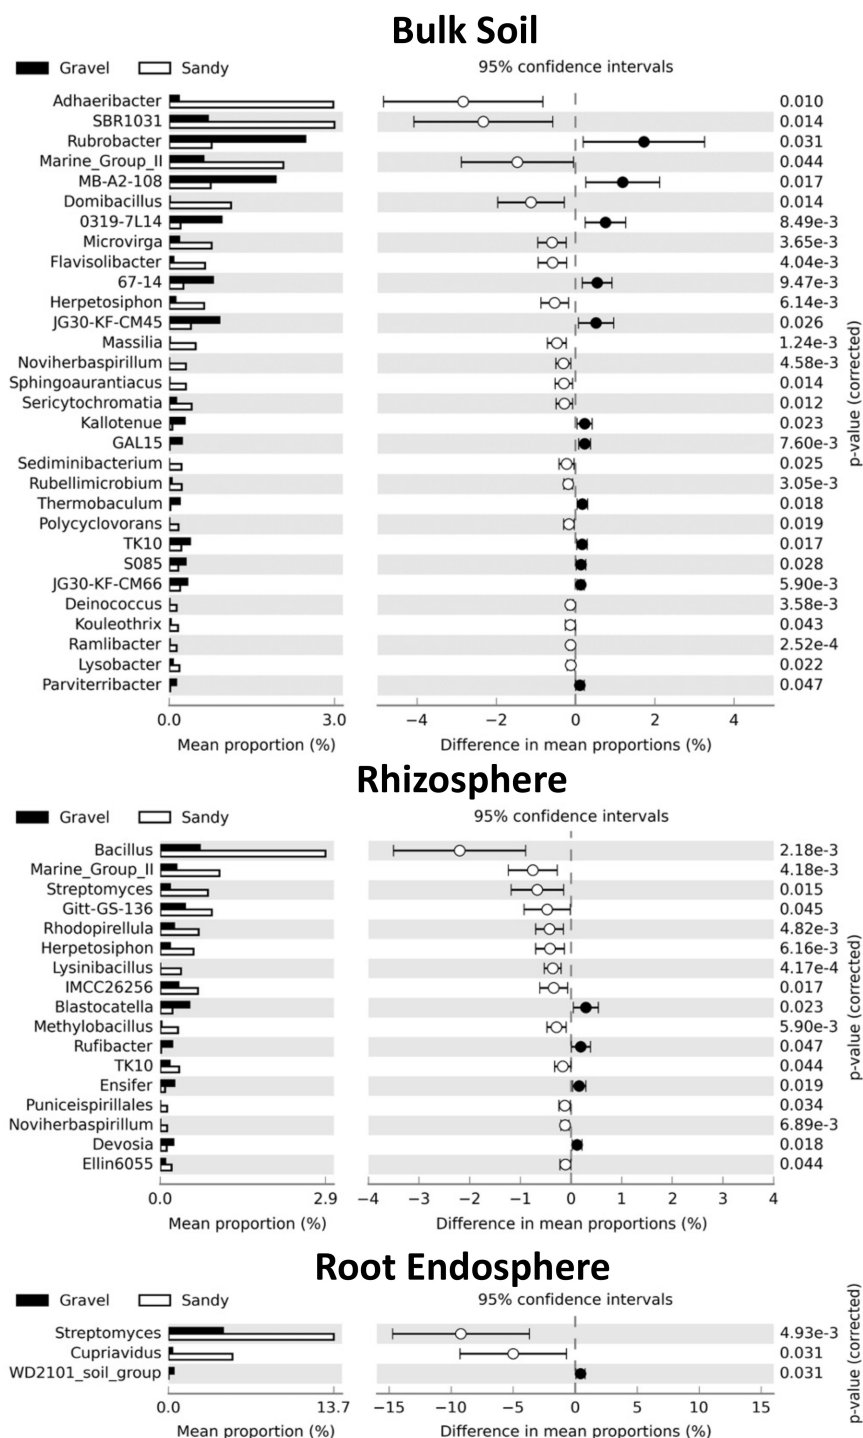 Bulk Soil
Gravel Sandy 95% confidence intervals
Adhaeribacter 0.010
SBR1031 0.014
Rubrobacter 0.031
Marine_Group_II 0.044
MB-A2-108 0.017
Domibacillus 0.014
0319-7L14 8.49e-3
Microvirga 3.65e-3
Flavisolibacter 4.04e-3
67-14 9.47e-3
Herpetosiphon 6.14e-3
JG30-KF-CM45 0.026
Massilia 1.24e-3
Noviherbaspirillum 4.58e-3
Sphingoaurantiacus 0.014
Sericytochromatia 0.012
Kallotenue 0.023
GAL15 7.60e-3
Sediminibacterium 0.025
Rubellimicrobium 3.05e-3
Thermobaculum 0.018
Polycyclovorans 0.019
TK10 0.017
S085 0.028
JG30-KF-CM66 5.90e-3
Deinococcus 3.58e-3
Kouleothrix 0.043
Ramlibacter 2.52e-4
Lysobacter 0.022
Parviterribacter 0.047
p-value (corrected)
0.0 3.0 −4 −2 0 2 4
Mean proportion (%) Difference in mean proportions (%)
Rhizosphere
Gravel Sandy 95% confidence intervals
Bacillus 2.18e-3
Marine_Group_II 4.18e-3
Streptomyces 0.015
Gitt-GS-136 0.045
Rhodopirellula 4.82e-3
Herpetosiphon 6.16e-3
Lysinibacillus 4.17e-4
IMCC26256 0.017
Blastocatella 0.023
Methylobacillus 5.90e-3
Rufibacter 0.047
TK10 0.044
Ensifer 0.019
Puniceispirillales 0.034
Noviherbaspirillum 6.89e-3
Devosia 0.018
Ellin6055 0.044
p-value (corrected)
0.0 2.9 −4 −3 −2 −1 0 1 2 3 4
Mean proportion (%) Difference in mean proportions (%)
Root Endosphere
Gravel Sandy 95% confidence intervals
Streptomyces 4.93e-3
Cupriavidus 0.031
WD2101_soil_group 0.031
p-value (corrected)
0.0 13.7 −15 −10 −5 0 5 10 15
Mean proportion (%) Difference in mean proportions (%)